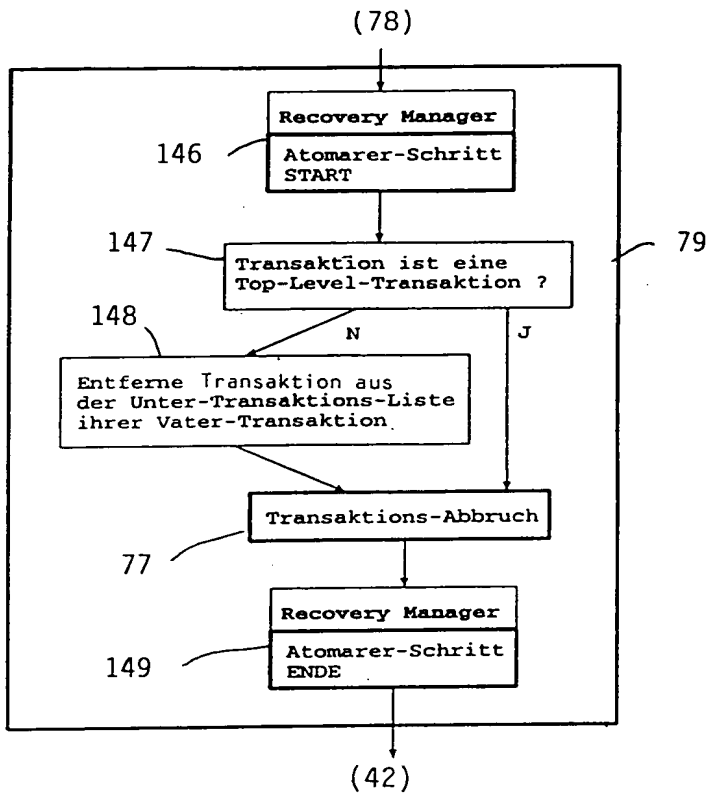 (78)
Recovery Manager
146
Atomarer-Schritt
START
147
Transaktion ist eine
Top-Level-Transaktion ?
79
148
N
J
Entferne Transaktion aus
der Unter-Transaktions-Liste
ihrer Vater-Transaktion
Transaktions-Abbruch
77
Recovery Manager
149
Atomarer-Schritt
ENDE
(42)